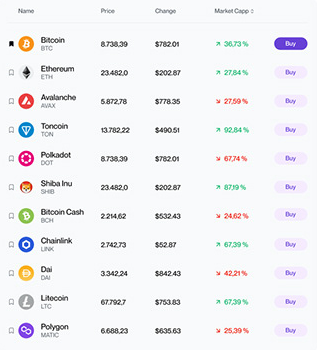 Name Price Change Market Capp
Bitcoin
BTC 8.738,39 $782.01 36,73 % Buy
Ethereum
ETH 23.482,0 $202.87 27,84 % Buy
Avalanche
AVAX 5.872,78 $778.35 27,59 % Buy
Toncoin
TON 13.782,22 $490.51 92,84 % Buy
Polkadot
DOT 8.738,39 $782.01 67,74 % Buy
Shiba Inu
SHIB 23.482,0 $202.87 87,19 % Buy
Bitcoin Cash
BCH 2.214,62 $532.43 24,62 % Buy
Chainlink
LINK 2.742,73 $52.87 67,39 % Buy
Dai
DAI 3.342,24 $842.43 42,21 % Buy
Litecoin
LTC 67.792,7 $753.83 67,39 % Buy
Polygon
MATIC 6.688,23 $635.63 25,39 % Buy